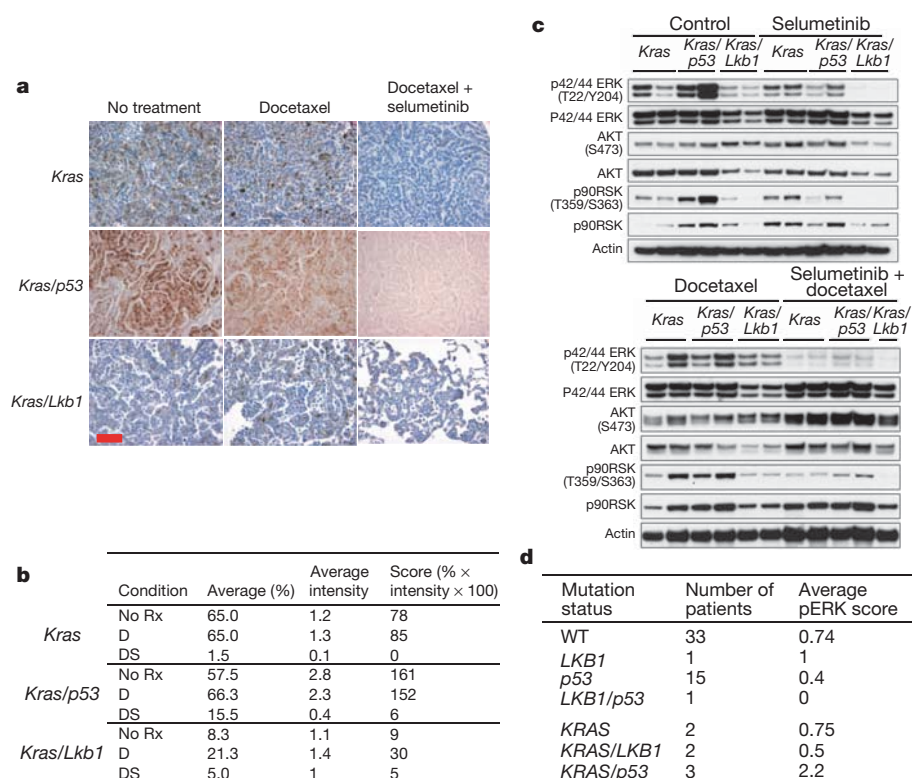 a
No treatment
Docetaxel
Docetaxel +
selumetinib
Kras
Kras/p53
Kras/Lkb1
b
Condition Average (%) Average intensity Score (% × intensity × 100)
Kras
No Rx 65.0 1.2 78
D 65.0 1.3 85
DS 1.5 0.1 0
Kras/p53
No Rx 57.5 2.8 161
D 66.3 2.3 152
DS 15.5 0.4 6
Kras/Lkb1
No Rx 8.3 1.1 9
D 21.3 1.4 30
DS 5.0 1 5
c
Control Selumetinib
Kras Kras/p53 Kras/Lkb1 Kras Kras/p53 Kras/Lkb1
p42/44 ERK
(T22/Y204)
P42/44 ERK
AKT
(S473)
AKT
p90RSK
(T359/S363)
p90RSK
Actin
Docetaxel Selumetinib + docetaxel
Kras Kras/p53 Kras/Lkb1 Kras Kras/p53 Kras/Lkb1
p42/44 ERK
(T22/Y204)
P42/44 ERK
AKT
(S473)
AKT
p90RSK
(T359/S363)
p90RSK
Actin
d
Mutation status Number of patients Average pERK score
WT 33 0.74
LKB1 1 1
p53 15 0.4
LKB1/p53 1 0
KRAS 2 0.75
KRAS/LKB1 2 0.5
KRAS/p53 3 2.2